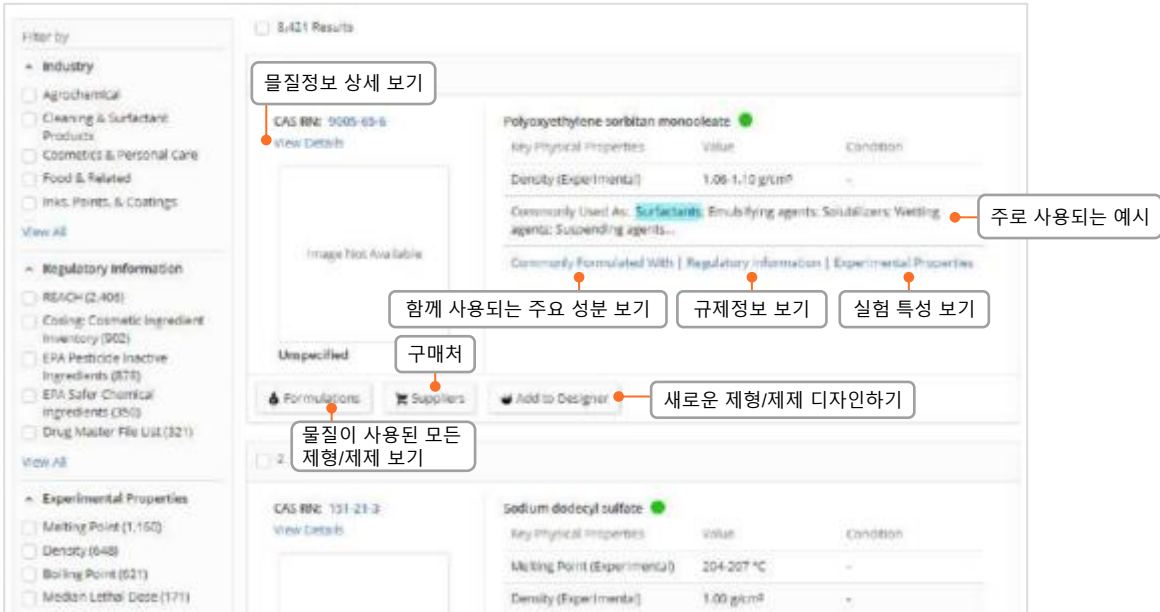 Filter by
Industry
Agrochemical
Cleaning & Surfactant
Products
Cosmetics & Personal Care
Food & Related
Inks, Paints, & Coatings
View All
Regulatory Information
REACH (2,406)
Cosing: Cosmetic Ingredient
Inventory (902)
EPA Pesticide Inactive
Ingredients (878)
EPA Safer Chemical
Ingredients (350)
Drug Master File List (321)
View All
Experimental Properties
Melting Point (1,160)
Density (648)
Boiling Point (621)
Median Lethal Dose (171)
8,421 Results
믈질정보 상세 보기
CAS RN: 9005-65-6
View Details
Image Not Available
Unspecified
Polyoxyethylene sorbitan monooleate
Key Physical Properties Value Condition
Density (Experimental) 1.06-1.10 g/cm³ -
Commonly Used As: Surfactants; Emulsifying agents; Solubilizers; Wetting
agents; Suspending agents...
주로 사용되는 예시
Commonly Formulated With | Regulatory Information | Experimental Properties
함께 사용되는 주요 성분 보기
규제정보 보기
실험 특성 보기
구매처
Formulations
Suppliers
Add to Designer
새로운 제형/제제 디자인하기
물질이 사용된 모든
제형/제제 보기
2
CAS RN: 151-21-3
View Details
Sodium dodecyl sulfate
Key Physical Properties Value Condition
Melting Point (Experimental) 204-207 °C -
Density (Experimental) 1.00 g/cm³ -